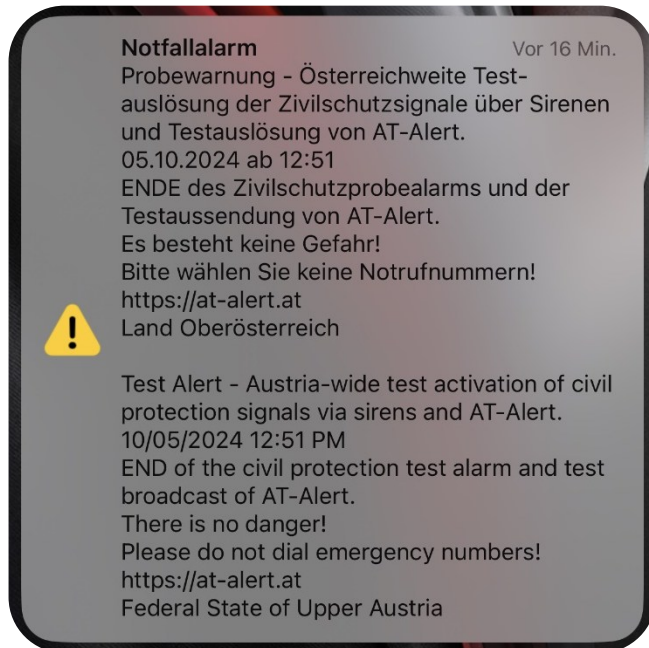 Notfallalarm Vor 16 Min.
Probewarnung - Österreichweite Test-
auslösung der Zivilschutzsignale über Sirenen
und Testauslösung von AT-Alert.
05.10.2024 ab 12:51
ENDE des Zivilschutzprobealarms und der
Testaussendung von AT-Alert.
Es besteht keine Gefahr!
Bitte wählen Sie keine Notrufnummern!
https://at-alert.at
Land Oberösterreich
Test Alert - Austria-wide test activation of civil
protection signals via sirens and AT-Alert.
10/05/2024 12:51 PM
END of the civil protection test alarm and test
broadcast of AT-Alert.
There is no danger!
Please do not dial emergency numbers!
https://at-alert.at
Federal State of Upper Austria